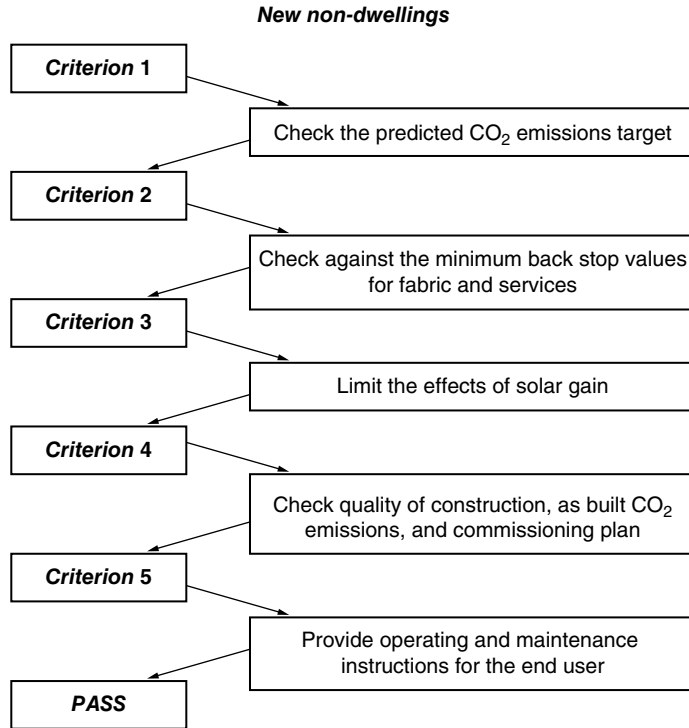 New non-dwellings
Criterion 1
Check the predicted CO₂ emissions target
Criterion 2
Check against the minimum back stop values
for fabric and services
Criterion 3
Limit the effects of solar gain
Criterion 4
Check quality of construction, as built CO₂
emissions, and commissioning plan
Criterion 5
Provide operating and maintenance
instructions for the end user
PASS